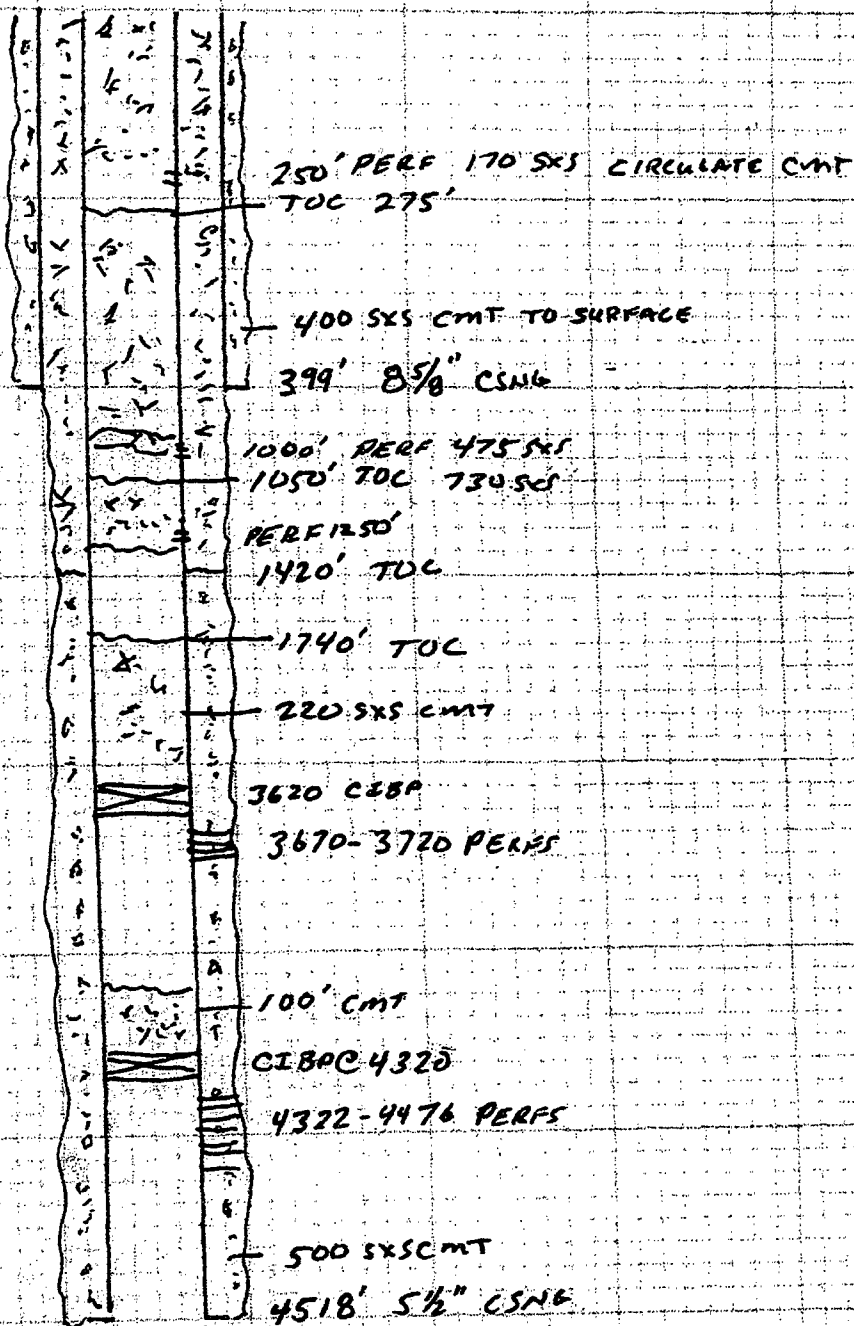 250' PERF 170 SXS CIRCULATE CMT
TOC 275'
400 SXS CMT TO SURFACE
399' 8 5/8" CSNG
1000' PERF 475 SXS
1050' TOC 730 SXS
PERF 1250'
1420' TOC
1740' TOC
220 SXS CMT
3620 CIBP
3670-3720 PERFS
100' CMT
CIBP@ 4320
4322-4476 PERFS
500 SXS CMT
4518' 5 1/2" CSNG